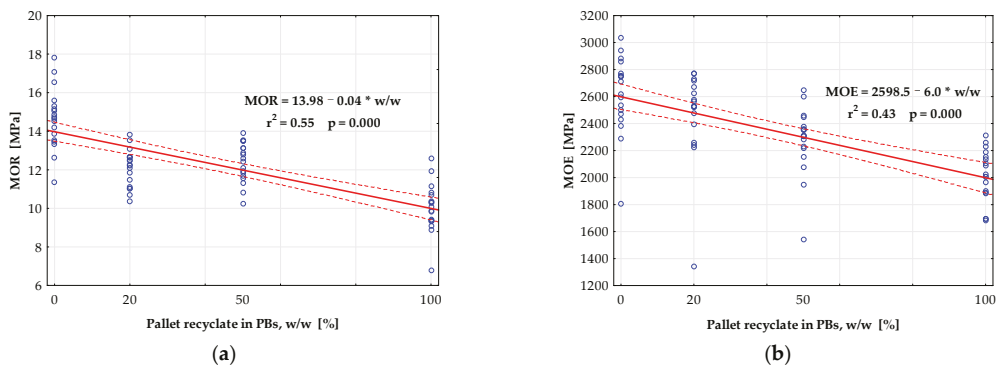 MOR [MPa]
20
18
16
14
12
10
8
6
MOR = 13.98 − 0.04 * w/w
r² = 0.55 p = 0.000
0 20 50 100
Pallet recyclate in PBs, w/w [%]
(a)
MOE [MPa]
3200
3000
2800
2600
2400
2200
2000
1800
1600
1400
1200
MOE = 2598.5 − 6.0 * w/w
r² = 0.43 p = 0.000
0 20 50 100
Pallet recyclate in PBs, w/w [%]
(b)